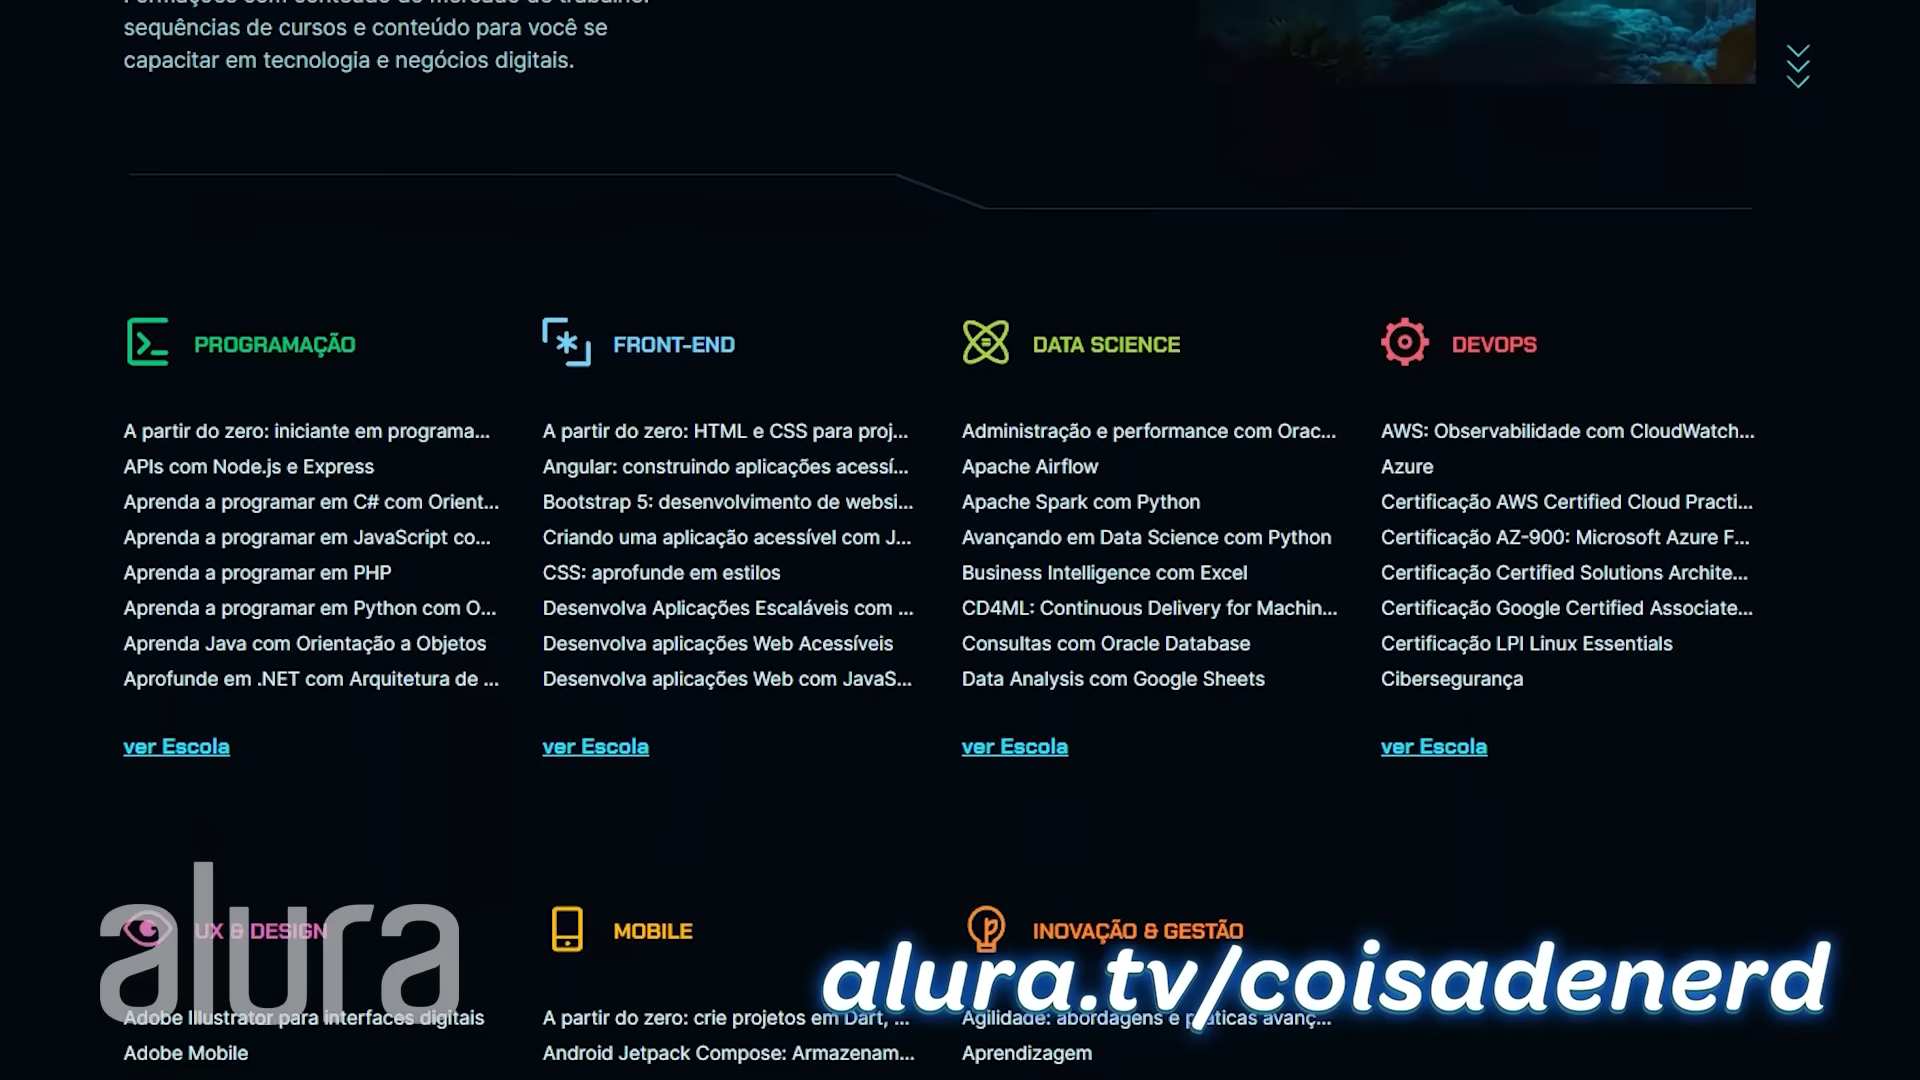 sequências de cursos e conteúdo para você se
capacitar em tecnologia e negócios digitais.
PROGRAMAÇÃO
A partir do zero: iniciante em programa...
APIs com Node.js e Express
Aprenda a programar em C# com Orient...
Aprenda a programar em JavaScript co...
Aprenda a programar em PHP
Aprenda a programar em Python com O...
Aprenda Java com Orientação a Objetos
Aprofunde em .NET com Arquitetura de ...
ver Escola
FRONT-END
A partir do zero: HTML e CSS para proj...
Angular: construindo aplicações acessí...
Bootstrap 5: desenvolvimento de websi...
Criando uma aplicação acessível com J...
CSS: aprofunde em estilos
Desenvolva Aplicações Escaláveis com ...
Desenvolva aplicações Web Acessíveis
Desenvolva aplicações Web com JavaS...
ver Escola
DATA SCIENCE
Administração e performance com Orac...
Apache Airflow
Apache Spark com Python
Avançando em Data Science com Python
Business Intelligence com Excel
CD4ML: Continuous Delivery for Machin...
Consultas com Oracle Database
Data Analysis com Google Sheets
ver Escola
DEVOPS
AWS: Observabilidade com CloudWatch...
Azure
Certificação AWS Certified Cloud Practi...
Certificação AZ-900: Microsoft Azure F...
Certificação Certified Solutions Archite...
Certificação Google Certified Associate...
Certificação LPI Linux Essentials
Cibersegurança
ver Escola
UX & DESIGN
Adobe Illustrator para interfaces digitais
Adobe Mobile
MOBILE
A partir do zero: crie projetos em Dart, ...
Android Jetpack Compose: Armazenam...
INOVAÇÃO & GESTÃO
Agilidade: abordagens e práticas avanç...
Aprendizagem
alura
alura.tv/coisadenerd